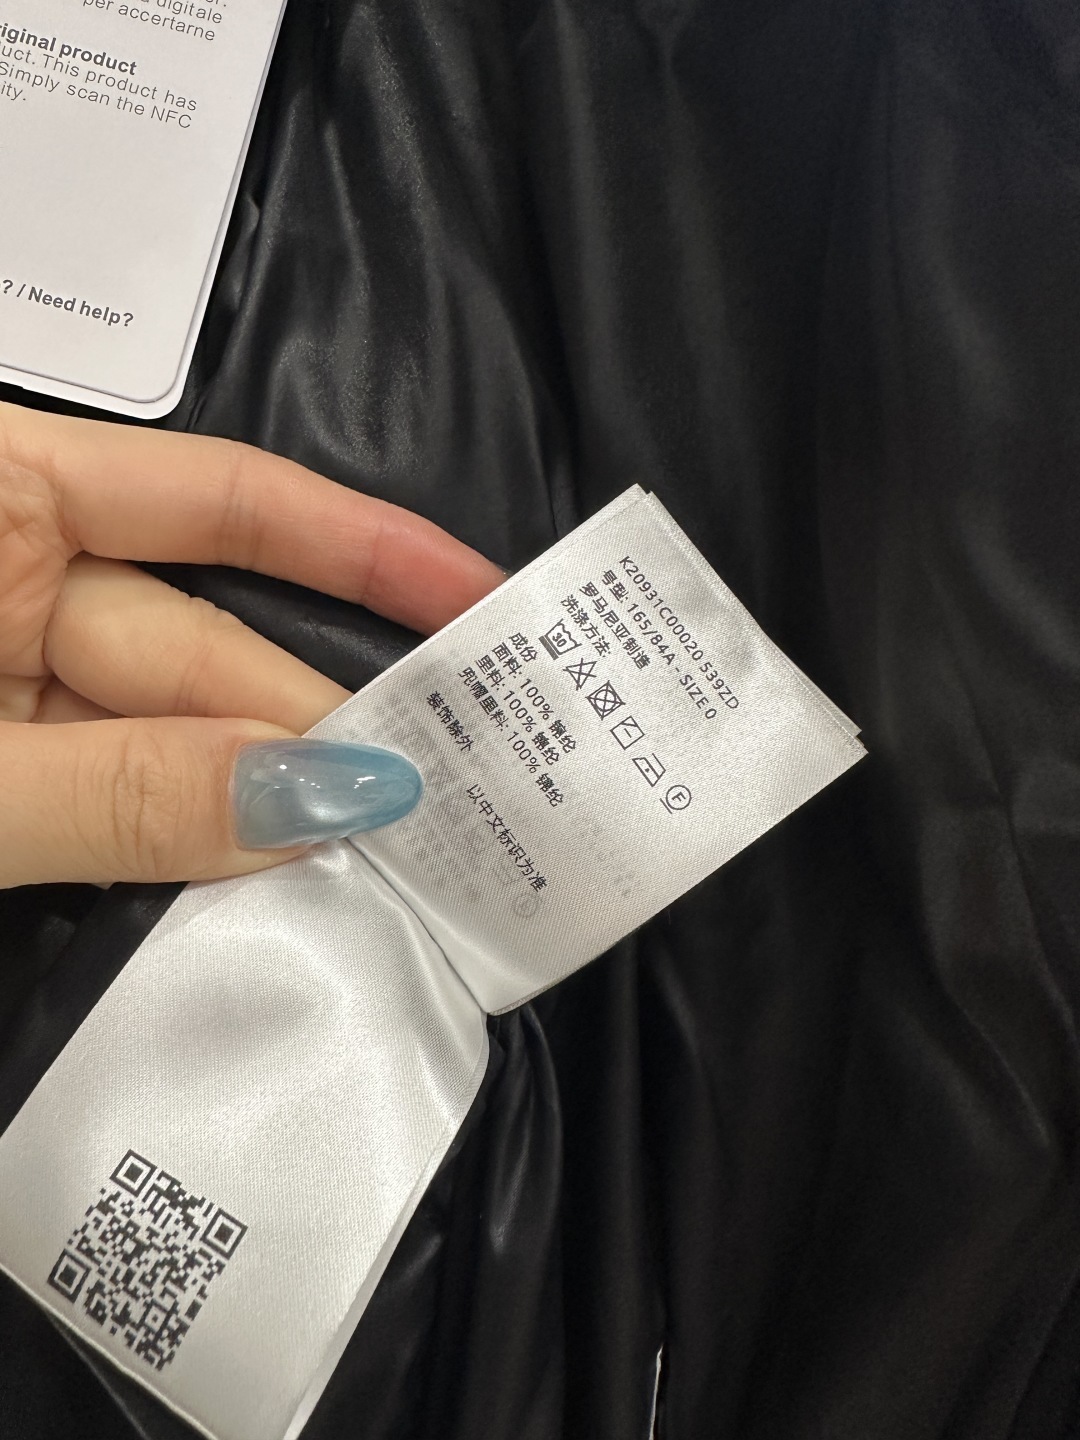 digitale
per accertarne
riginal product
uct. This product has
Simply scan the NFC
ity.
? / Need help?
K20931C00020 539ZD
号型: 165/84A - SIZE 0
罗马尼亚制造
洗涤方法:
30
F
成份
面料: 100% 锦纶
里料: 100% 锦纶
兜帽里料: 100% 锦纶
装饰除外
以中文标识为准